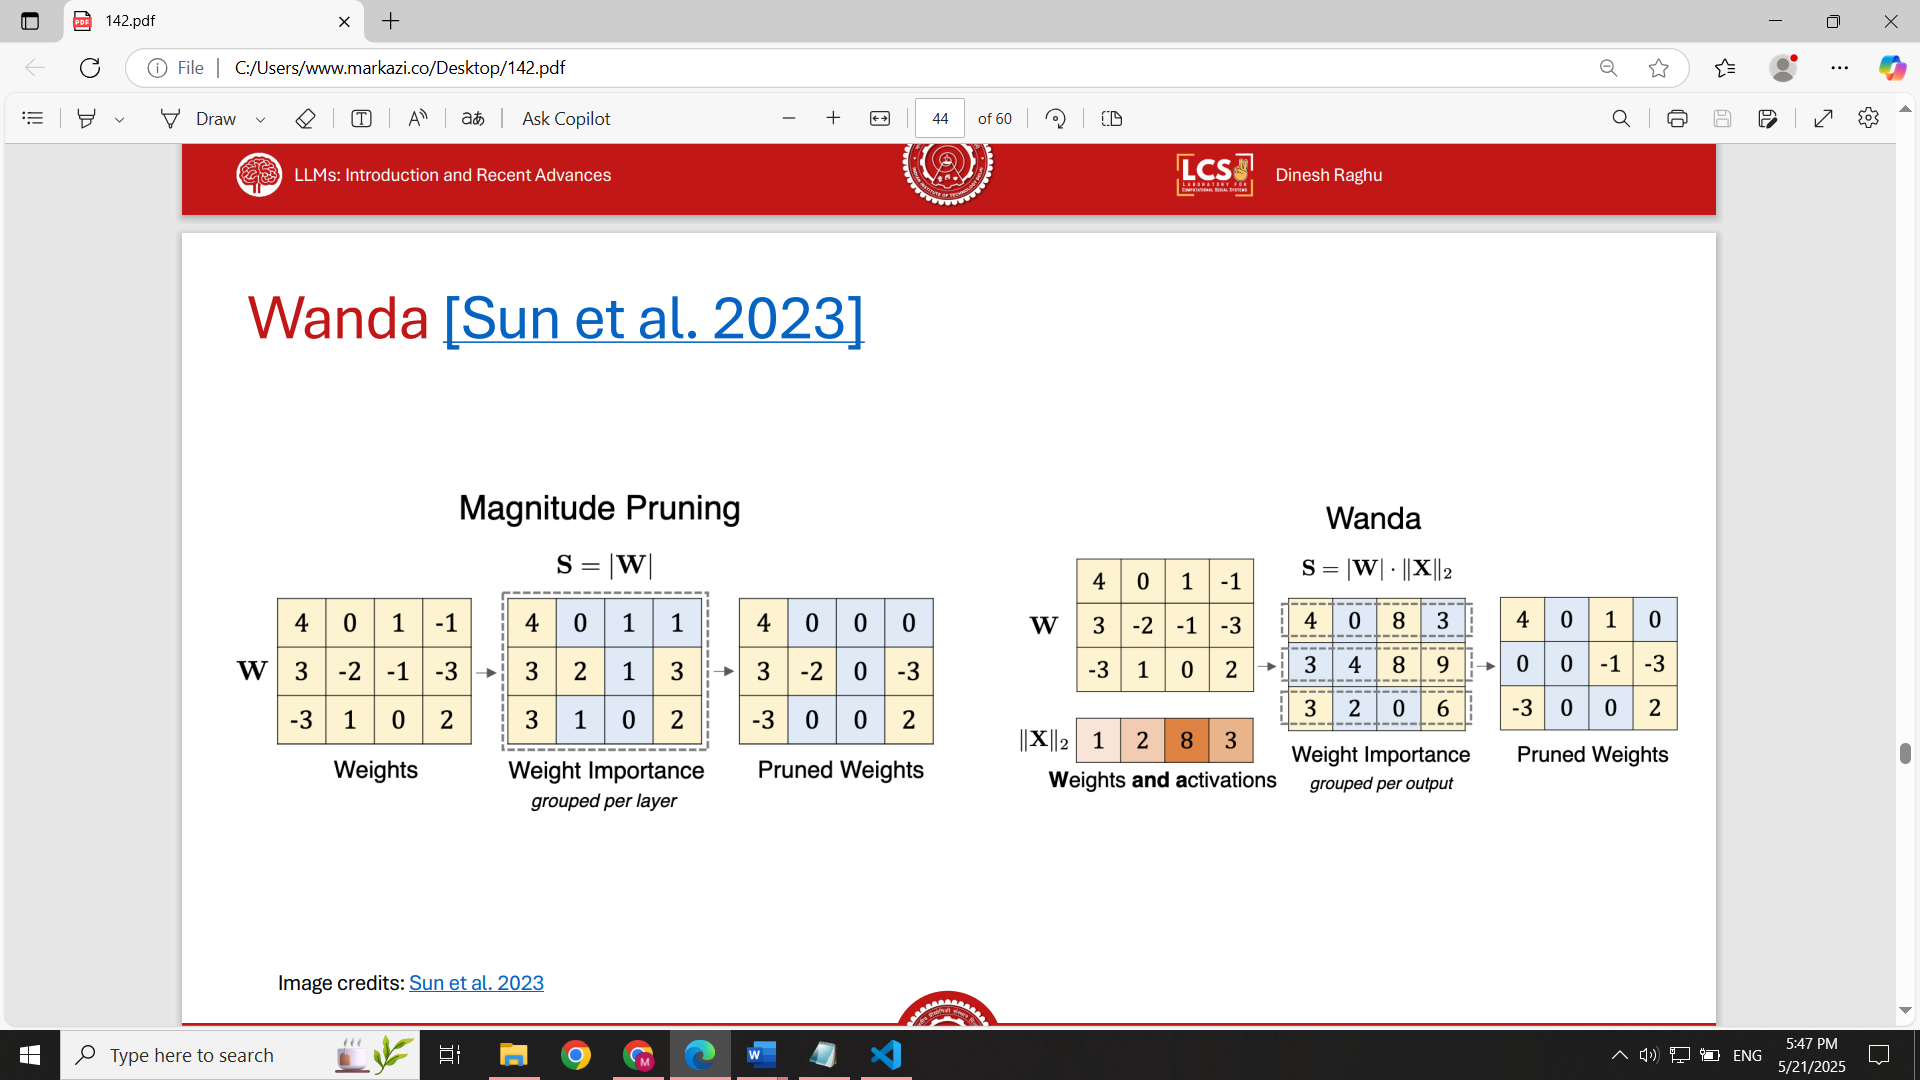 142.pdf
File
C:/Users/www.markazi.co/Desktop/142.pdf
Draw
Ask Copilot
44 of 60
LLMs: Introduction and Recent Advances
LCS
LABORATORY FOR
COMPUTATIONAL SOCIAL SYSTEMS
Dinesh Raghu
Wanda [Sun et al. 2023]
Magnitude Pruning
S = |W|
W
4 0 1 -1
3 -2 -1 -3
-3 1 0 2
Weights
4 0 1 1
3 2 1 3
3 1 0 2
Weight Importance
grouped per layer
4 0 0 0
3 -2 0 -3
-3 0 0 2
Pruned Weights
Wanda
W
4 0 1 -1
3 -2 -1 -3
-3 1 0 2
‖X‖₂ 1 2 8 3
Weights and activations
S = |W| · ‖X‖₂
4 0 8 3
3 4 8 9
3 2 0 6
Weight Importance
grouped per output
4 0 1 0
0 0 -1 -3
-3 0 0 2
Pruned Weights
Image credits: Sun et al. 2023
Type here to search
ENG
5:47 PM
5/21/2025